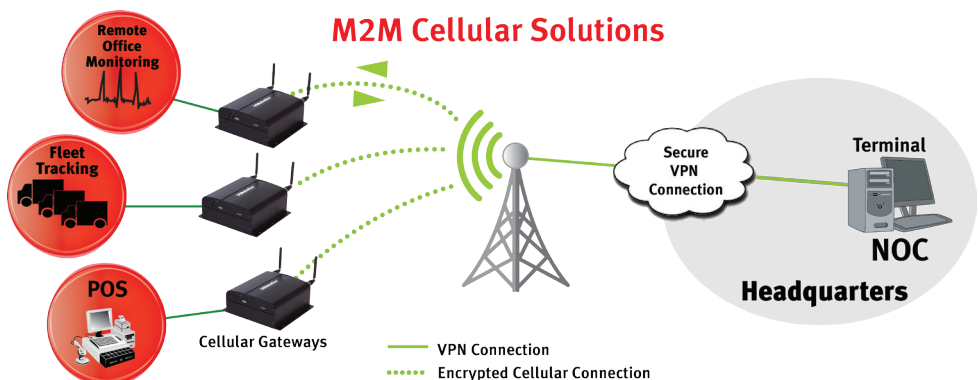 M2M Cellular Solutions
Remote
Office
Monitoring
Fleet
Tracking
POS
Cellular Gateways
Secure
VPN
Connection
Terminal
NOC
Headquarters
VPN Connection
Encrypted Cellular Connection